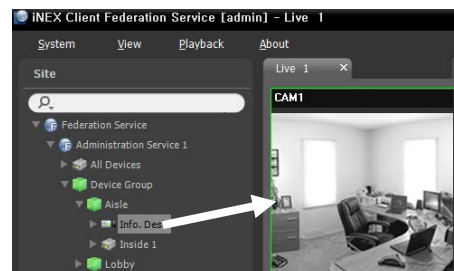 iNEX Client Federation Service [admin] - Live 1
System View Playback About
Site
Live 1
CAM1
Federation Service
Administration Service 1
All Devices
Device Group
Aisle
Info. Des
Inside 1
Lobby